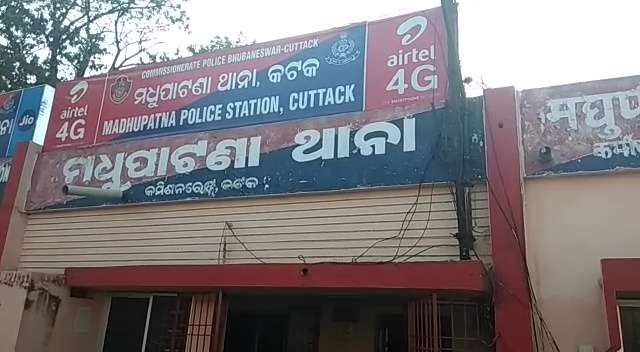 COMMISSIONERATE POLICE BHUBANESWAR-CUTTACK
ମଧୁପାଟଣା ଥାନା, କଟକ
MADHUPATNA POLICE STATION, CUTTACK
airtel
4G
airtel
4G
Jio
ମଧୁପାଟଣା ଥାନା
କମିଶନରେଟ୍, କଟକ